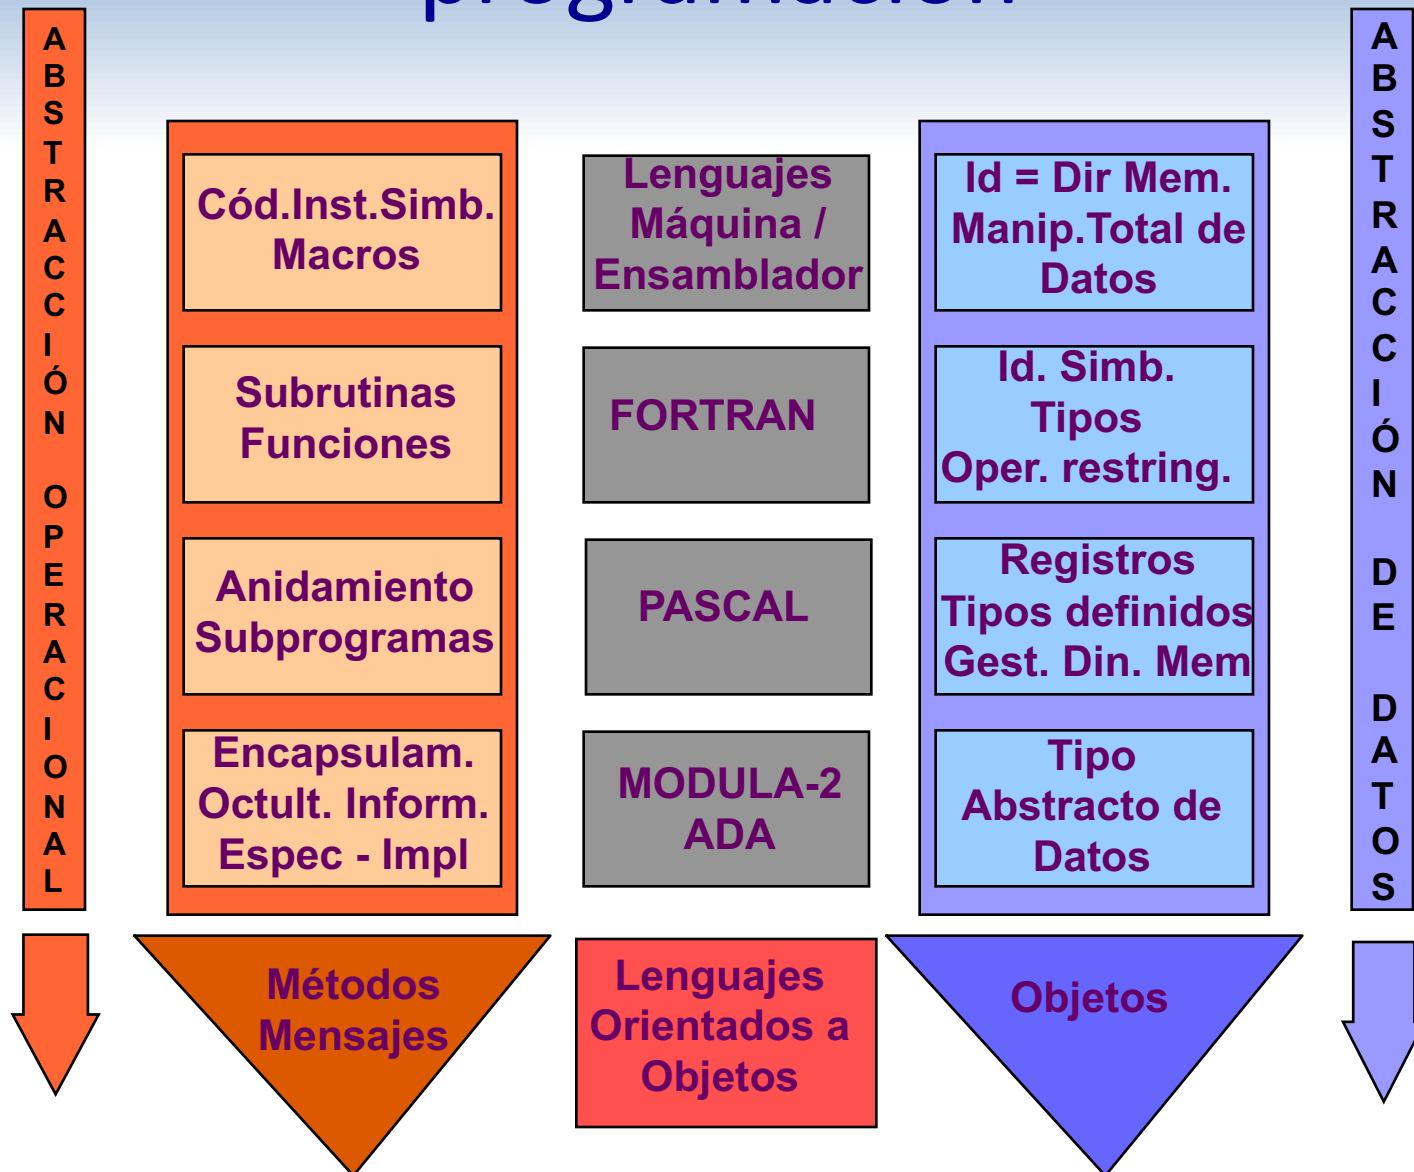 programación
ABSTRACCIÓN OPERACIONAL
Cód.Inst.Simb.
Macros
Subrutinas
Funciones
Anidamiento
Subprogramas
Encapsulam.
Octult. Inform.
Espec - Impl
Métodos
Mensajes
Lenguajes
Máquina /
Ensamblador
FORTRAN
PASCAL
MODULA-2
ADA
Lenguajes
Orientados a
Objetos
Id = Dir Mem.
Manip.Total de
Datos
Id. Simb.
Tipos
Oper. restring.
Registros
Tipos definidos
Gest. Din. Mem
Tipo
Abstracto de
Datos
Objetos
ABSTRACCIÓN DE DATOS